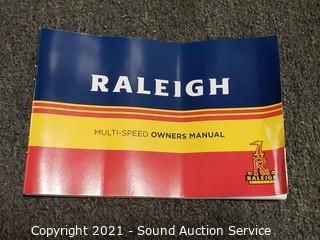 RALEIGH
MULTI-SPEED OWNERS MANUAL
RALEIGH
Copyright 2021 - Sound Auction Service